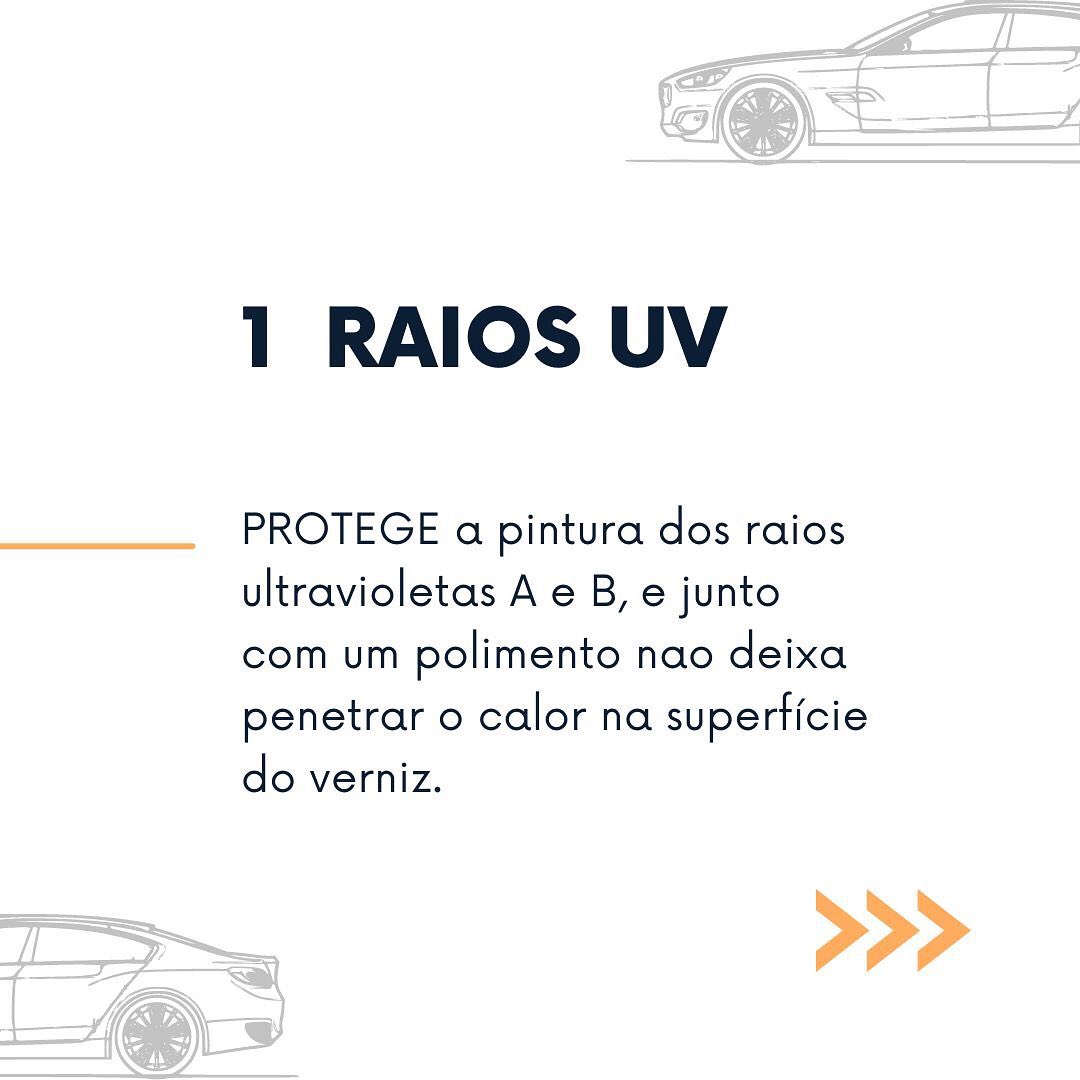 1 RAIOS UV
PROTEGE a pintura dos raios
ultravioletas A e B, e junto
com um polimento nao deixa
penetrar o calor na superfície
do verniz.